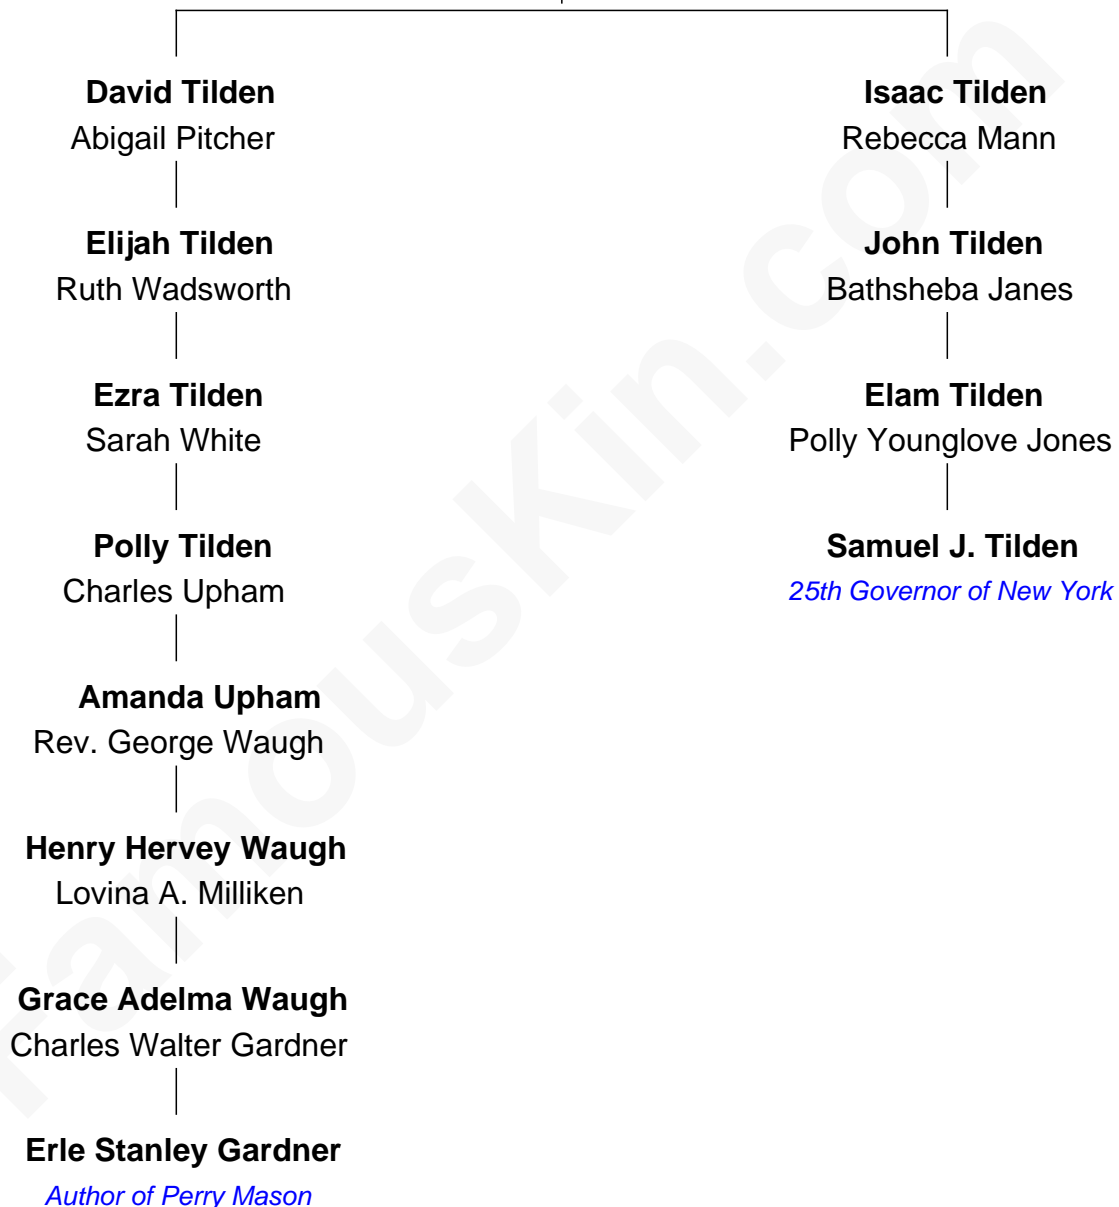 David Tilden
Abigail Pitcher
Elijah Tilden
Ruth Wadsworth
Ezra Tilden
Sarah White
Polly Tilden
Charles Upham
Amanda Upham
Rev. George Waugh
Henry Hervey Waugh
Lovina A. Milliken
Grace Adelma Waugh
Charles Walter Gardner
Erle Stanley Gardner
Author of Perry Mason
Isaac Tilden
Rebecca Mann
John Tilden
Bathsheba Janes
Elam Tilden
Polly Younglove Jones
Samuel J. Tilden
25th Governor of New York
FamousKin.com